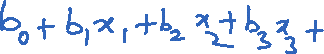 b₀ + b₁x₁ + b₂x₂ + b₃x₃ +